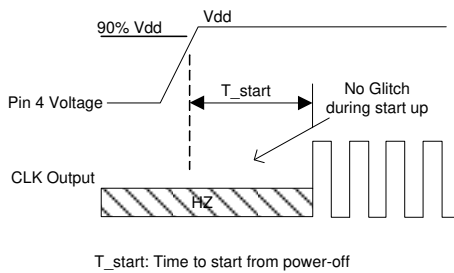 90% Vdd
Vdd
Pin 4 Voltage
T_start
No Glitch
during start up
CLK Output
HZ
T_start: Time to start from power-off